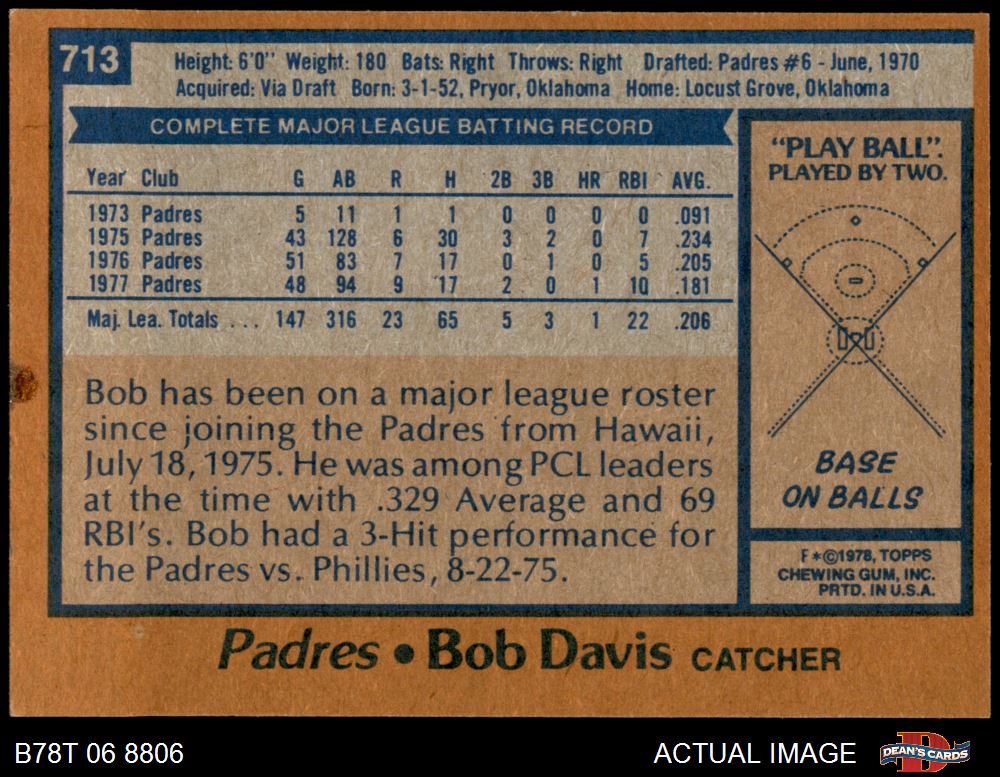 713
Height: 6'0" Weight: 180 Bats: Right Throws: Right Drafted: Padres #6 - June, 1970
Acquired: Via Draft Born: 3-1-52, Pryor, Oklahoma Home: Locust Grove, Oklahoma
COMPLETE MAJOR LEAGUE BATTING RECORD
Year Club G AB R H 2B 3B HR RBI AVG.
1973 Padres 5 11 1 1 0 0 0 0 .091
1975 Padres 43 128 6 30 3 2 0 7 .234
1976 Padres 51 83 7 17 0 1 0 5 .205
1977 Padres 48 94 9 17 2 0 1 10 .181
Maj. Lea. Totals . . . 147 316 23 65 5 3 1 22 .206
Bob has been on a major league roster
since joining the Padres from Hawaii,
July 18, 1975. He was among PCL leaders
at the time with .329 Average and 69
RBI's. Bob had a 3-Hit performance for
the Padres vs. Phillies, 8-22-75.
"PLAY BALL".
PLAYED BY TWO.
BASE
ON BALLS
F*©1978, TOPPS
CHEWING GUM, INC.
PRTD. IN U.S.A.
Padres • Bob Davis CATCHER
B78T 06 8806
ACTUAL IMAGE
DEAN'S CARDS